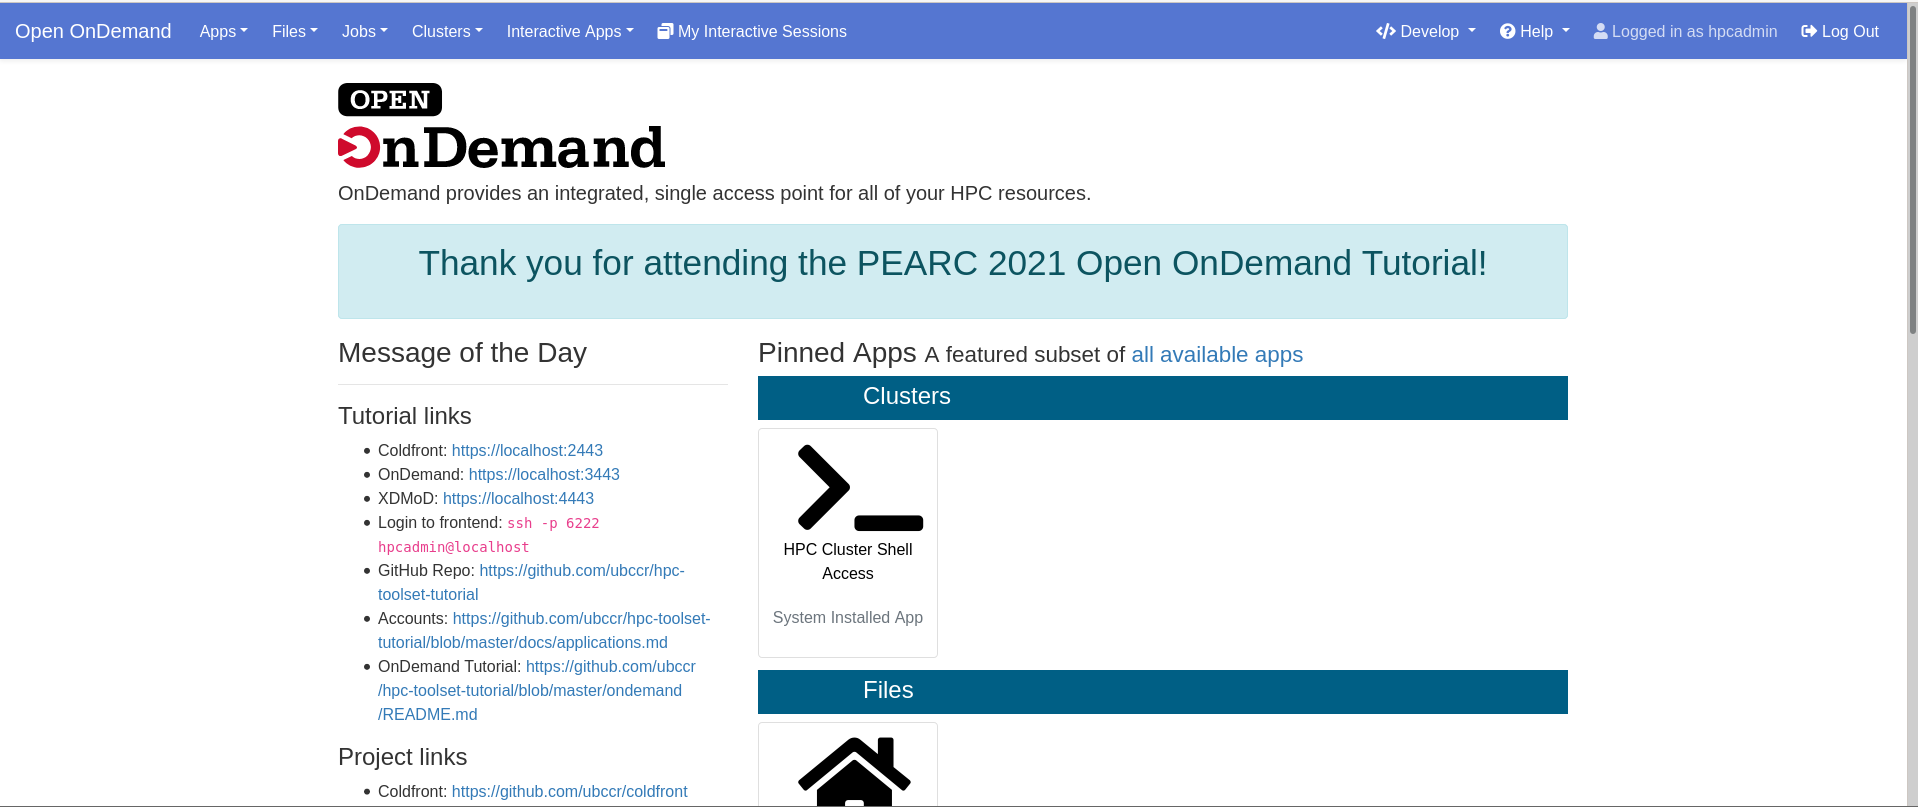 Open OnDemand Apps Files Jobs Clusters Interactive Apps My Interactive Sessions Develop Help Logged in as hpcadmin Log Out
OPEN
OnDemand
OnDemand provides an integrated, single access point for all of your HPC resources.
Thank you for attending the PEARC 2021 Open OnDemand Tutorial!
Message of the Day
Tutorial links
Coldfront: https://localhost:2443
OnDemand: https://localhost:3443
XDMoD: https://localhost:4443
Login to frontend: ssh -p 6222
hpcadmin@localhost
GitHub Repo: https://github.com/ubccr/hpc-
toolset-tutorial
Accounts: https://github.com/ubccr/hpc-toolset-
tutorial/blob/master/docs/applications.md
OnDemand Tutorial: https://github.com/ubccr
/hpc-toolset-tutorial/blob/master/ondemand
/README.md
Project links
Coldfront: https://github.com/ubccr/coldfront
Pinned Apps A featured subset of all available apps
Clusters
HPC Cluster Shell
Access
System Installed App
Files